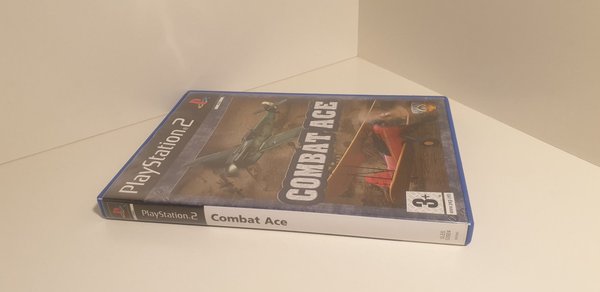 PlayStation®2
COMBAT ACE
3+
PlayStation®2
Combat Ace